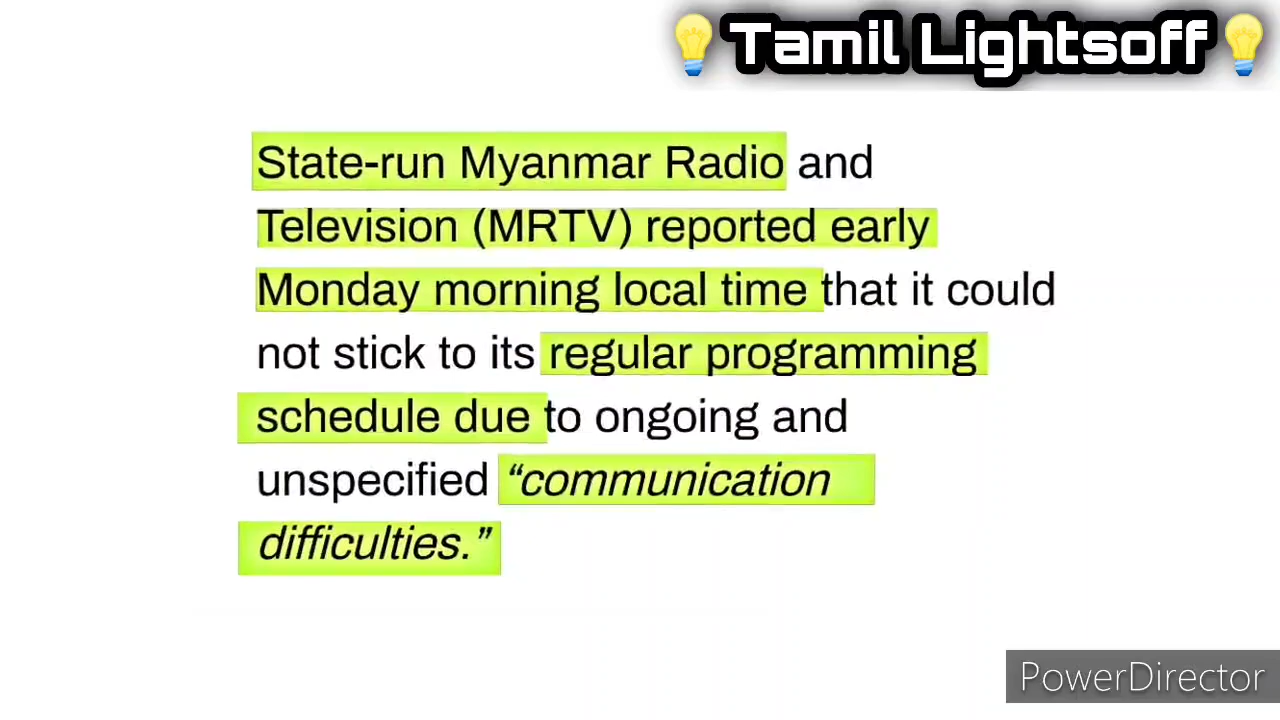 Tamil Lightsoff
State-run Myanmar Radio and
Television (MRTV) reported early
Monday morning local time that it could
not stick to its regular programming
schedule due to ongoing and
unspecified “communication
difficulties.”
PowerDirector